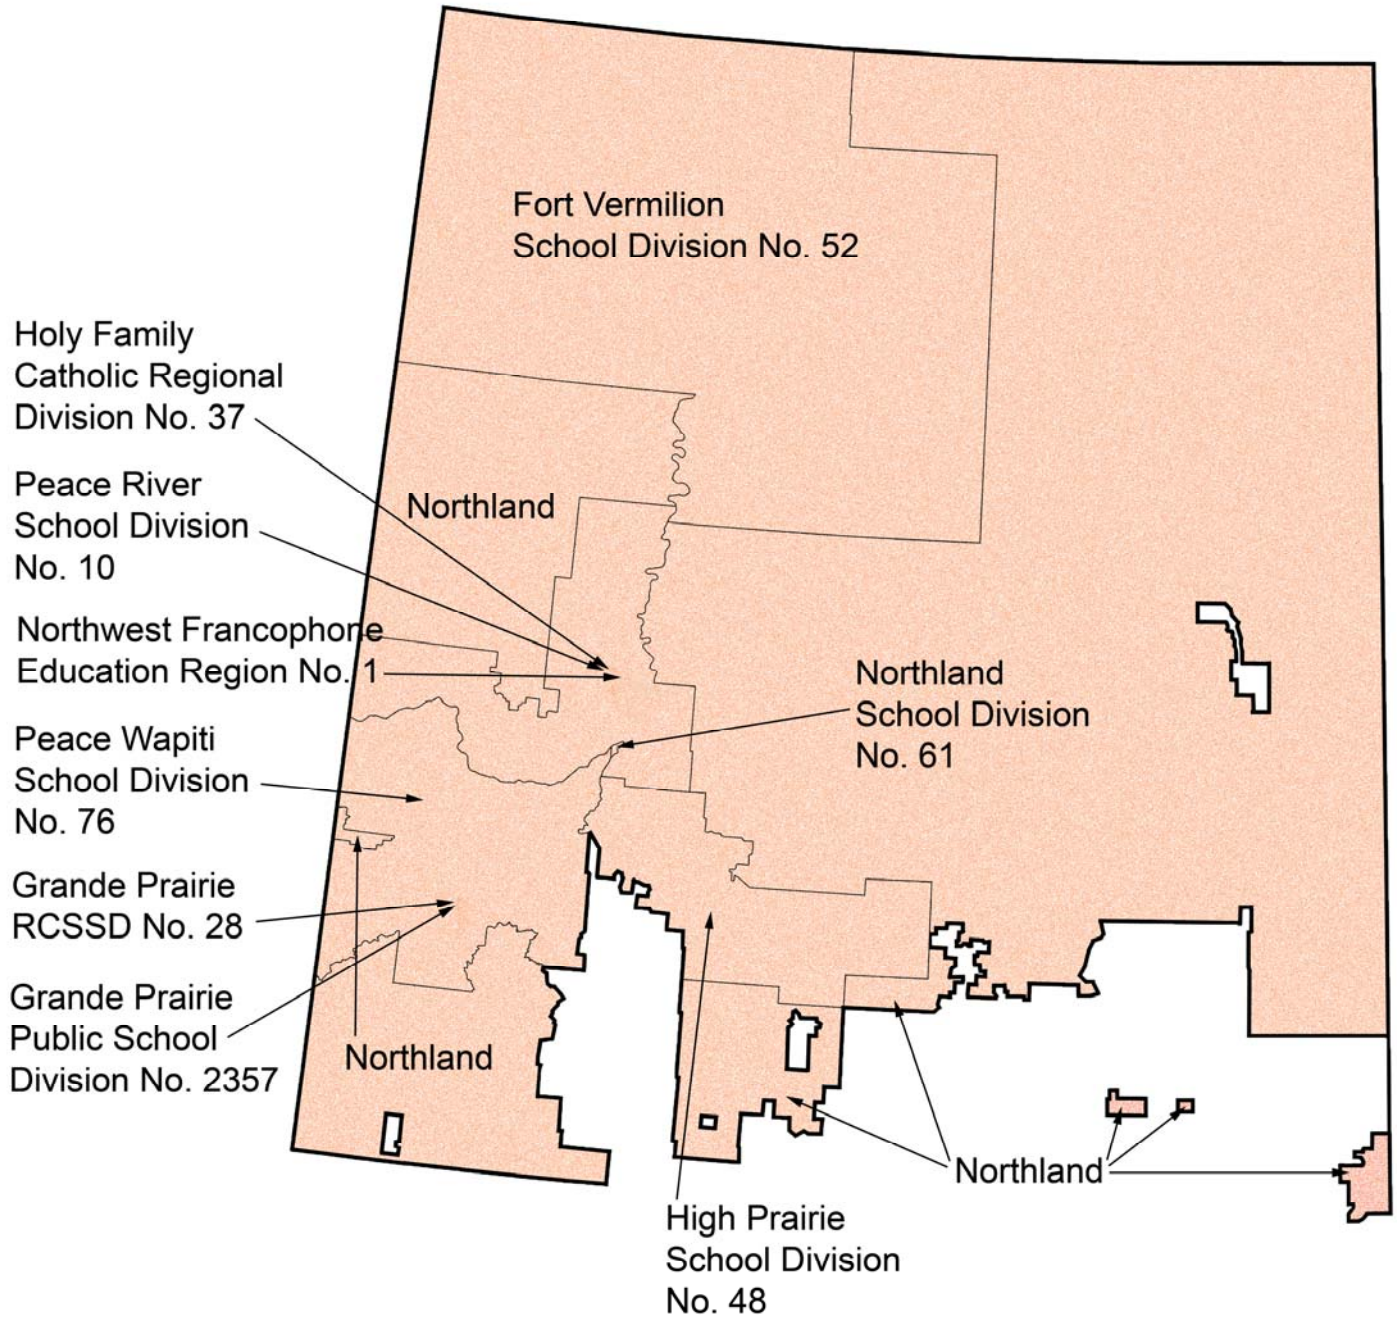 Fort Vermilion
School Division No. 52
Holy Family
Catholic Regional
Division No. 37
Peace River
School Division
No. 10
Northland
Northwest Francophone
Education Region No. 1
Northland
School Division
No. 61
Peace Wapiti
School Division
No. 76
Grande Prairie
RCSSD No. 28
Grande Prairie
Public School
Division No. 2357
Northland
Northland
High Prairie
School Division
No. 48